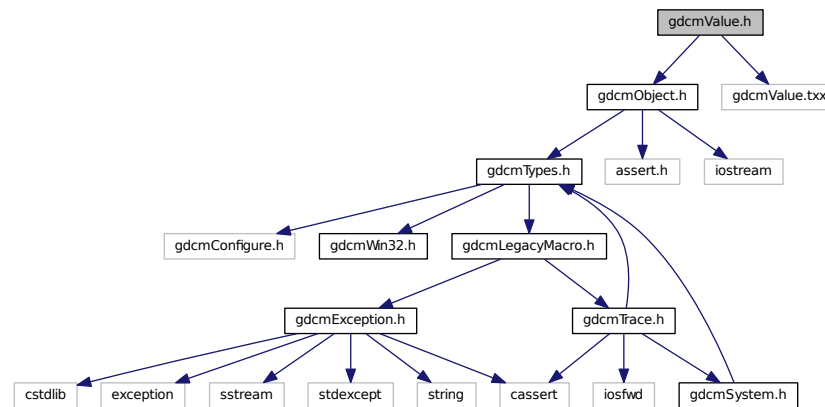 gdcmValue.h
gdcmObject.h
gdcmValue.txx
gdcmTypes.h
assert.h
iostream
gdcmConfigure.h
gdcmWin32.h
gdcmLegacyMacro.h
gdcmException.h
gdcmTrace.h
cstdlib
exception
sstream
stdexcept
string
cassert
iosfwd
gdcmSystem.h